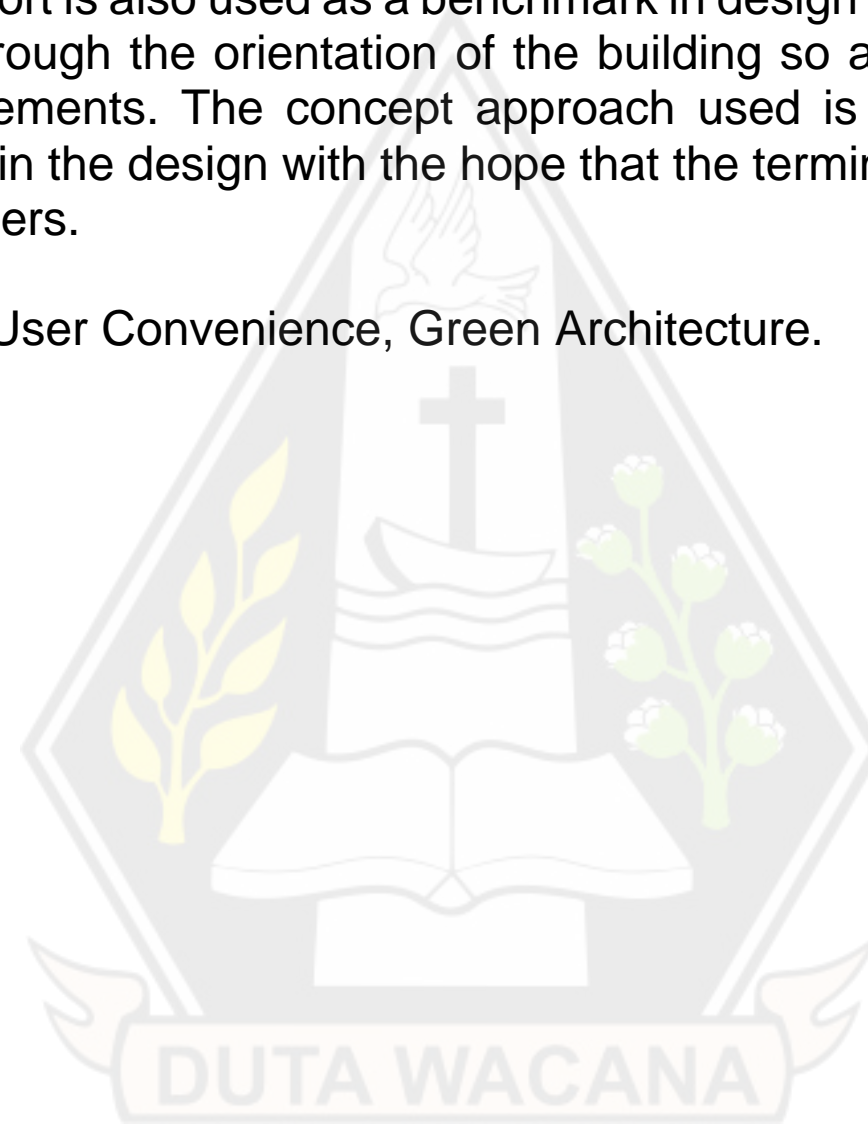 ort is also used as a benchmark in design
rough the orientation of the building so a
ements. The concept approach used is
in the design with the hope that the termin
ers.
User Convenience, Green Architecture.
DUTA WACANA